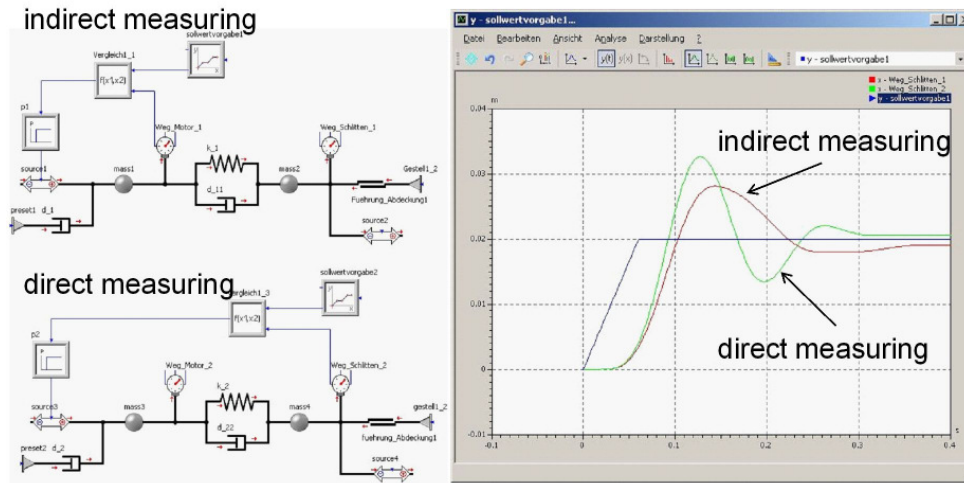 indirect measuring
sollwertvorgabe1
Vergleich1_1
f(x1,x2)
p1
Weg_Motor_1
Weg_Schlitten_1
source1
mass1
k_1
mass2
Gestell1_2
d_11
Fuehrung_Abdeckung1
preset1
d_1
source2
direct measuring
sollwertvorgabe2
ergleich1_3
f(x1,x2)
p2
Weg_Motor_2
Weg_Schlitten_2
source3
mass3
k_2
mass4
gestell1_2
d_22
fuehrung_Abdeckung1
preset2
d_2
source4
y - sollwertvorgabe1...
Datei Bearbeiten Ansicht Analyse Darstellung ?
y(t) y(x) y - sollwertvorgabe1
x - Weg_Schlitten_1
x - Weg_Schlitten_2
y - sollwertvorgabe1
m
0.04
indirect measuring
0.03
0.02
0.01
direct measuring
0
-0.01
s
-0.1 0 0.1 0.2 0.3 0.4